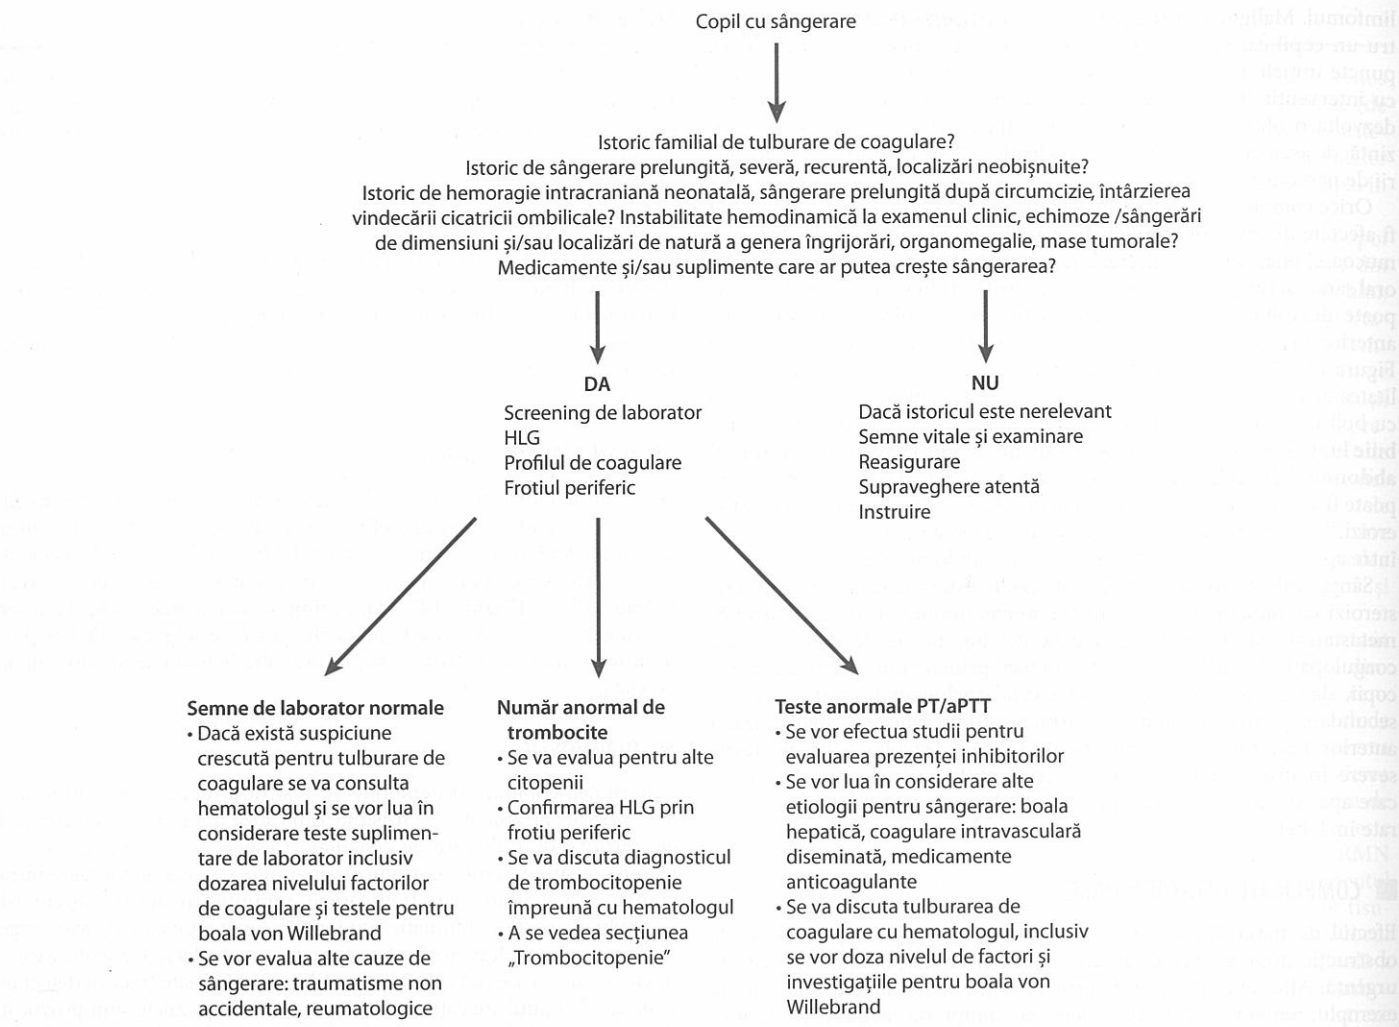 Copil cu sângerare
Istoric familial de tulburare de coagulare?
Istoric de sângerare prelungită, severă, recurentă, localizări neobișnuite?
Istoric de hemoragie intracraniană neonatală, sângerare prelungită după circumcizie, întârzierea
vindecării cicatricii ombilicale? Instabilitate hemodinamică la examenul clinic, echimoze /sângerări
de dimensiuni și/sau localizări de natură a genera îngrijorări, organomegalie, mase tumorale?
Medicamente și/sau suplimente care ar putea crește sângerarea?
DA
Screening de laborator
HLG
Profilul de coagulare
Frotiul periferic
NU
Dacă istoricul este nerelevant
Semne vitale și examinare
Reasigurare
Supraveghere atentă
Instruire
Semne de laborator normale
• Dacă există suspiciune
crescută pentru tulburare de
coagulare se va consulta
hematologul și se vor lua în
considerare teste suplimen-
tare de laborator inclusiv
dozarea nivelului factorilor
de coagulare și testele pentru
boala von Willebrand
• Se vor evalua alte cauze de
sângerare: traumatisme non
accidentale, reumatologice
Număr anormal de
trombocite
• Se va evalua pentru alte
citopenii
• Confirmarea HLG prin
frotiu periferic
• Se va discuta diagnosticul
de trombocitopenie
împreună cu hematologul
• A se vedea secțiunea
„Trombocitopenie”
Teste anormale PT/aPTT
• Se vor efectua studii pentru
evaluarea prezenței inhibitorilor
• Se vor lua în considerare alte
etiologii pentru sângerare: boala
hepatică, coagulare intravasculară
diseminată, medicamente
anticoagulante
• Se va discuta tulburarea de
coagulare cu hematologul, inclusiv
se vor doza nivelul de factori și
investigațiile pentru boala von
Willebrand